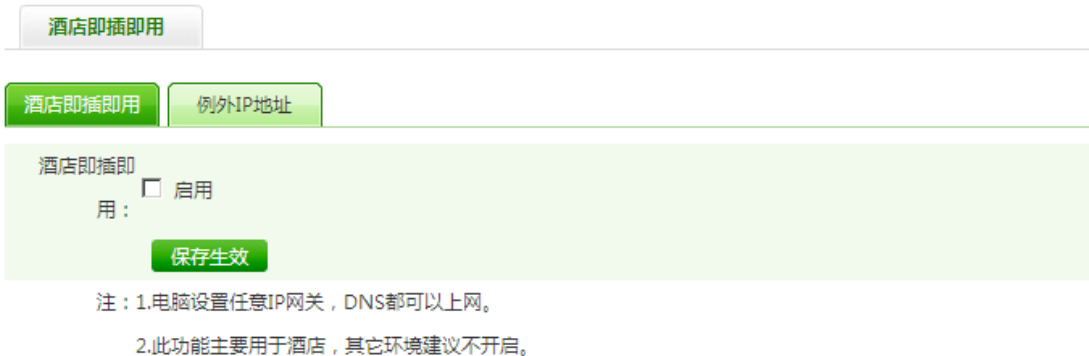 酒店即插即用
酒店即插即用 例外IP地址
酒店即插即
用： 启用
保存生效
注：1.电脑设置任意IP网关，DNS都可以上网。
2.此功能主要用于酒店，其它环境建议不开启。